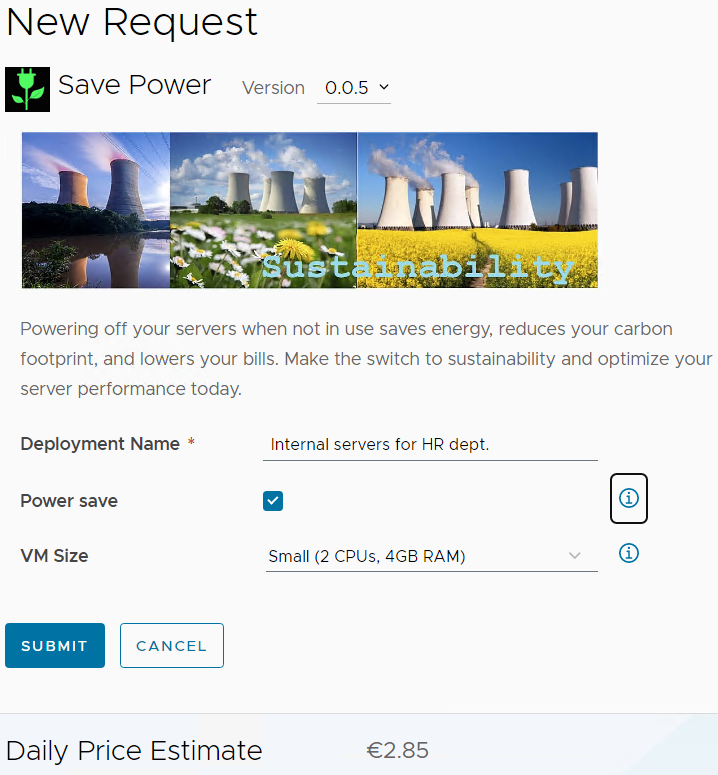 New Request
Save Power Version 0.0.5
Sustainability
Powering off your servers when not in use saves energy, reduces your carbon
footprint, and lowers your bills. Make the switch to sustainability and optimize your
server performance today.
Deployment Name * Internal servers for HR dept.
Power save
VM Size Small (2 CPUs, 4GB RAM)
SUBMIT CANCEL
Daily Price Estimate €2.85